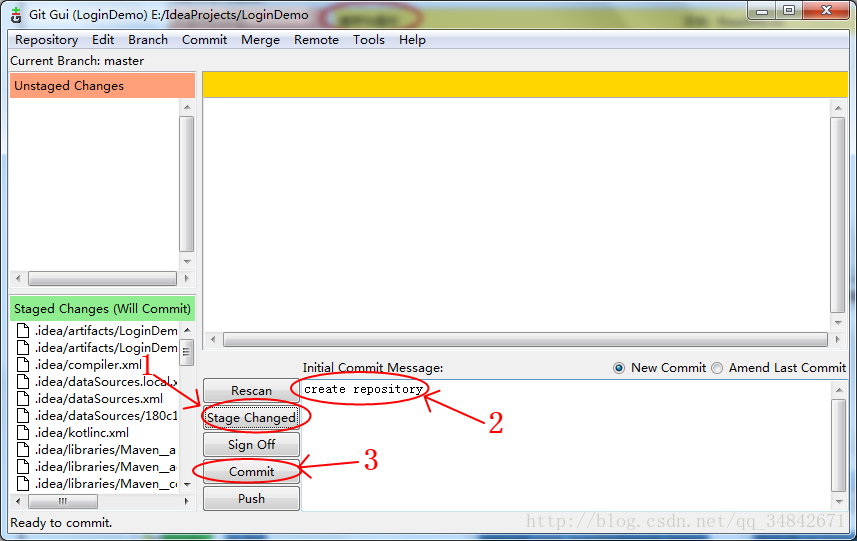 Git Gui (LoginDemo) E:/IdeaProjects/LoginDemo
Repository Edit Branch Commit Merge Remote Tools Help
Current Branch: master
Unstaged Changes
Staged Changes (Will Commit)
.idea/artifacts/LoginDem
.idea/artifacts/LoginDem
.idea/compiler.xml
.idea/dataSources.local.x
.idea/dataSources.xml
.idea/dataSources/180c1
.idea/kotlinc.xml
.idea/libraries/Maven__a
.idea/libraries/Maven__a
.idea/libraries/Maven__c
Initial Commit Message:
New Commit
Amend Last Commit
Rescan
create repository
1
Stage Changed
2
Sign Off
Commit
3
Push
Ready to commit.
http://blog.csdn.net/qq_34842671